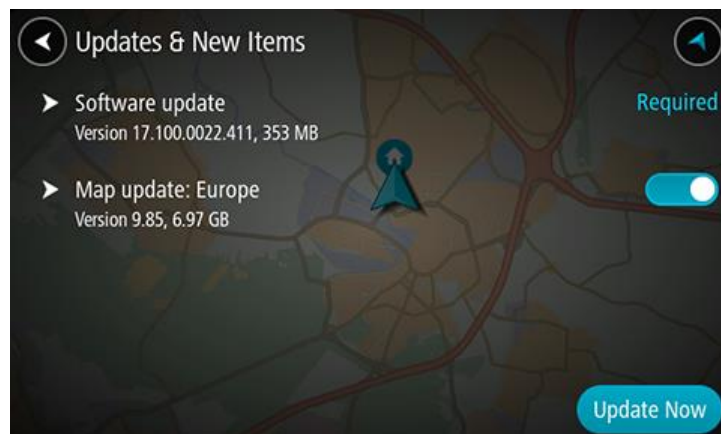 Updates & New Items
Software update
Required
Version 17.100.0022.411, 353 MB
Map update: Europe
Version 9.85, 6.97 GB
Update Now